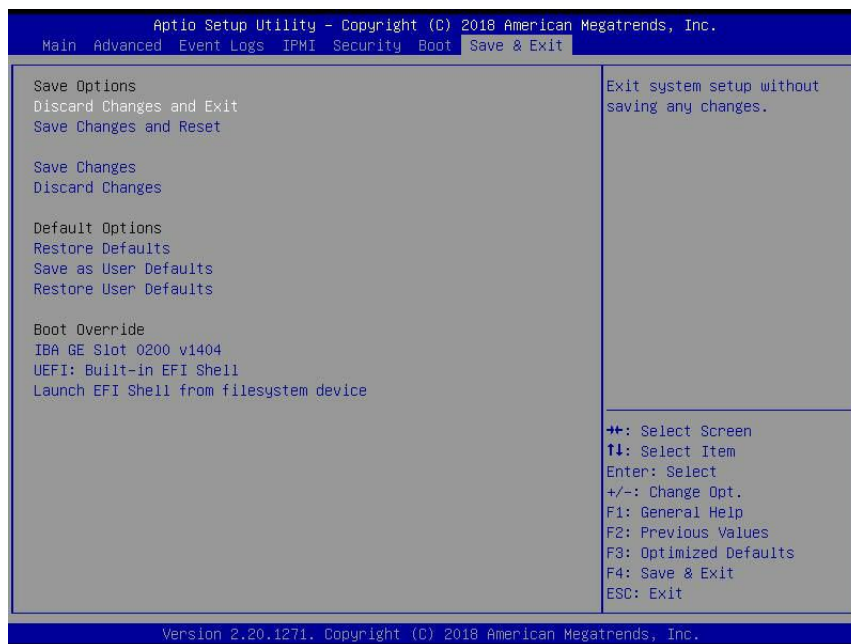 Aptio Setup Utility – Copyright (C) 2018 American Megatrends, Inc.
Main Advanced Event Logs IPMI Security Boot Save & Exit
Save Options
Discard Changes and Exit
Save Changes and Reset
Save Changes
Discard Changes
Default Options
Restore Defaults
Save as User Defaults
Restore User Defaults
Boot Override
IBA GE Slot 0200 v1404
UEFI: Built-in EFI Shell
Launch EFI Shell from filesystem device
Exit system setup without
saving any changes.
→←: Select Screen
↑↓: Select Item
Enter: Select
+/-: Change Opt.
F1: General Help
F2: Previous Values
F3: Optimized Defaults
F4: Save & Exit
ESC: Exit
Version 2.20.1271. Copyright (C) 2018 American Megatrends, Inc.